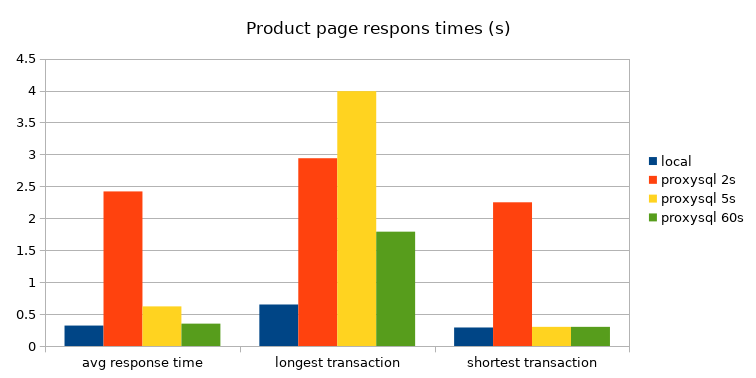 Product page respons times (s)
4.5
4
3.5
3
2.5
2
1.5
1
0.5
0
avg response time
longest transaction
shortest transaction
local
proxysql 2s
proxysql 5s
proxysql 60s